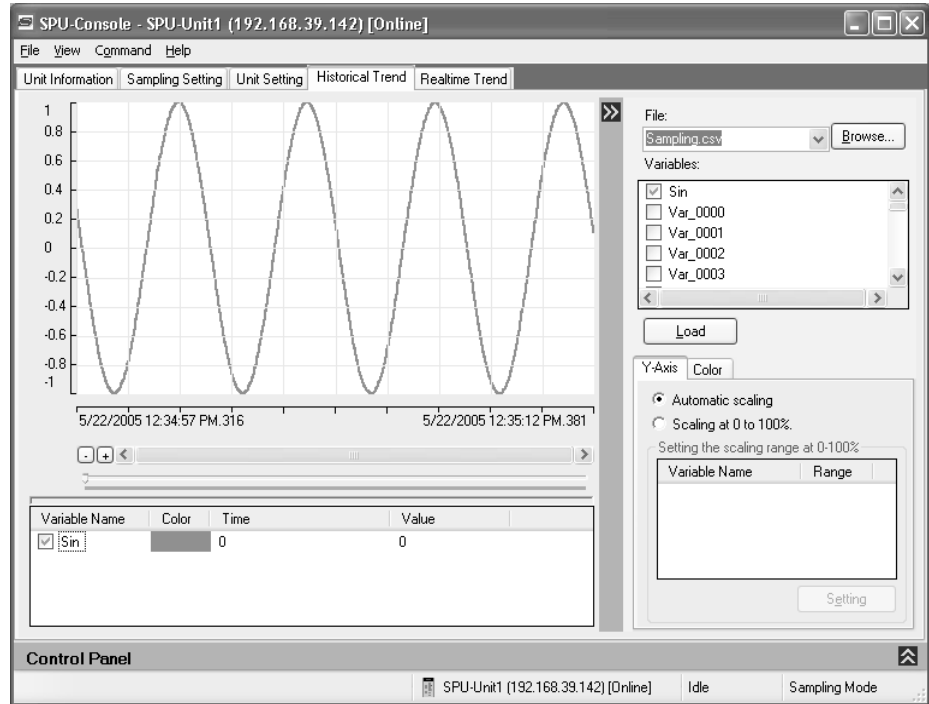 SPU-Console - SPU-Unit1 (192.168.39.142) [Online]
File View Command Help
Unit Information Sampling Setting Unit Setting Historical Trend Realtime Trend
1
0.8
0.6
0.4
0.2
0
-0.2
-0.4
-0.6
-0.8
-1
5/22/2005 12:34:57 PM.316 5/22/2005 12:35:12 PM.381
- +
Variable Name Color Time Value
Sin 0 0
File:
Sampling.csv Browse...
Variables:
Sin
Var_0000
Var_0001
Var_0002
Var_0003
Load
Y-Axis Color
Automatic scaling
Scaling at 0 to 100%.
Setting the scaling range at 0-100%
Variable Name Range
Setting
Control Panel
SPU-Unit1 (192.168.39.142) [Online] Idle Sampling Mode